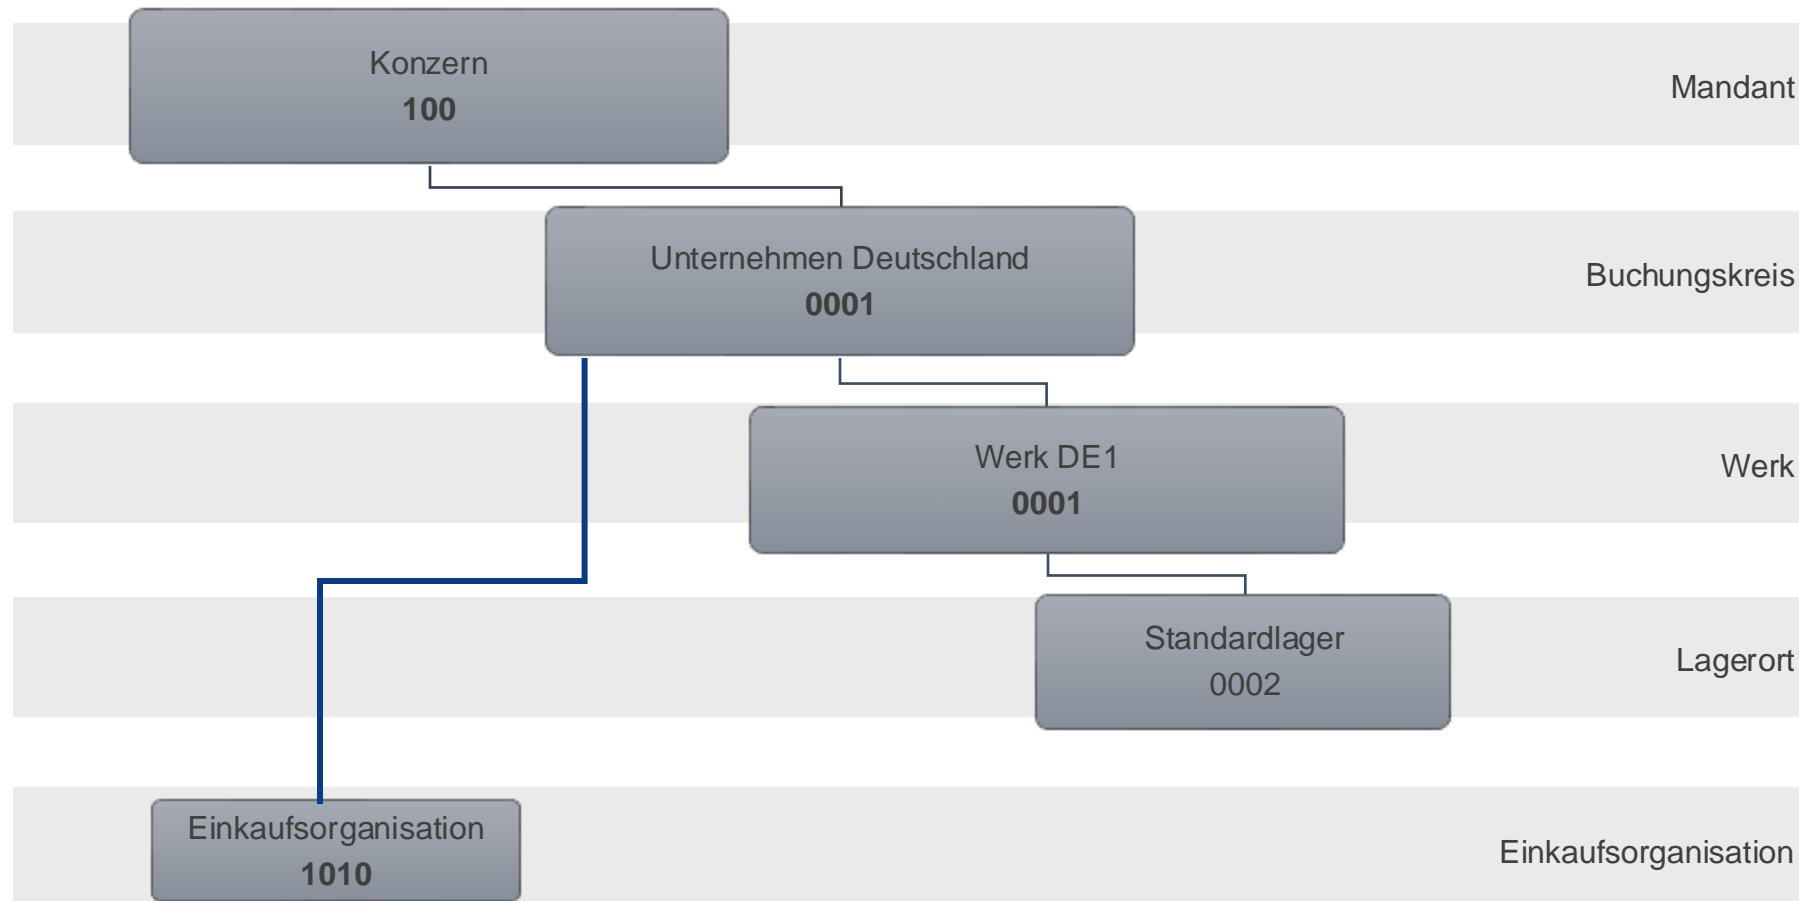 Konzern
100
Mandant
Unternehmen Deutschland
0001
Buchungskreis
Werk DE1
0001
Werk
Standardlager
0002
Lagerort
Einkaufsorganisation
1010
Einkaufsorganisation